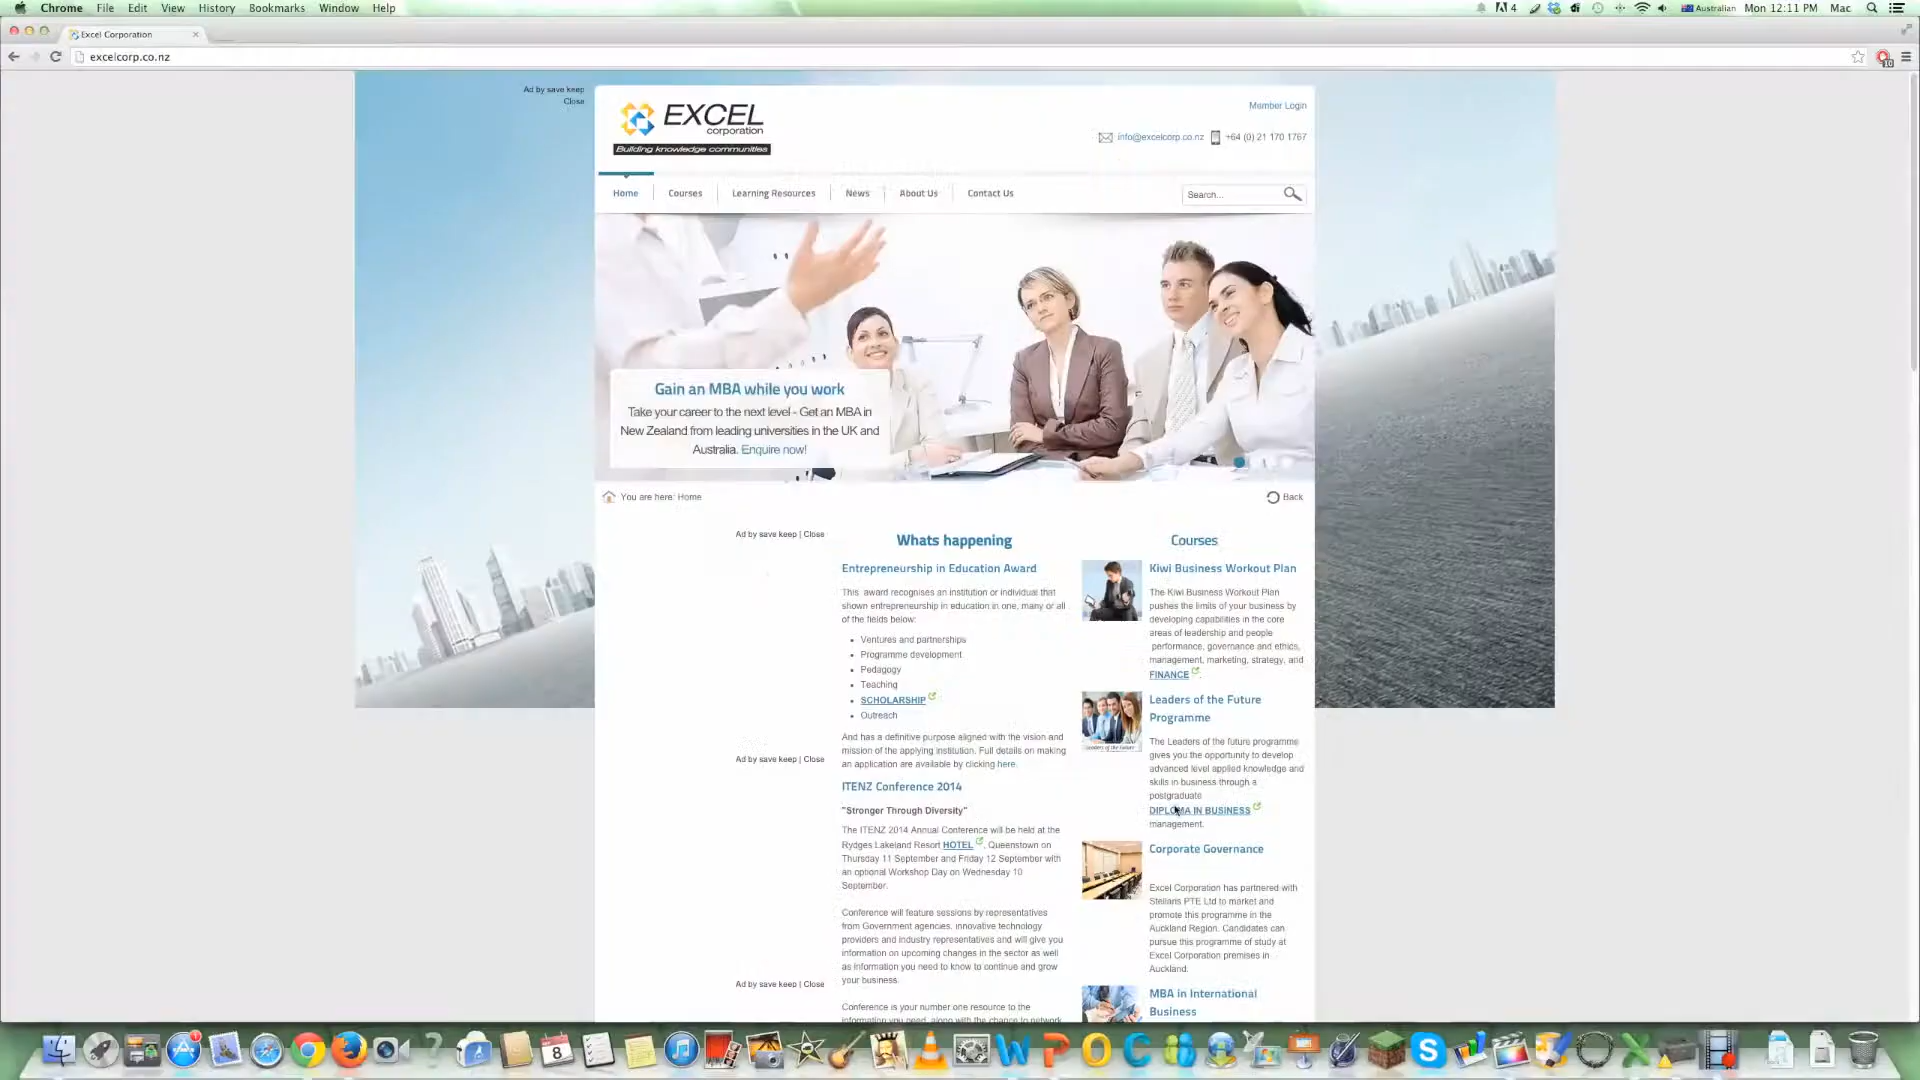 Chrome File Edit View History Bookmarks Window Help
4 Australian Mon 12:11 PM Mac
Excel Corporation
excelcorp.co.nz
Ad by save keep
Close
EXCEL
corporation
Building knowledge communities
Member Login
info@excelcorp.co.nz +64 (0) 21 170 1767
Home Courses Learning Resources News About Us Contact Us Search...
Gain an MBA while you work
Take your career to the next level - Get an MBA in
New Zealand from leading universities in the UK and
Australia. Enquire now!
You are here: Home
Back
Ad by save keep | Close
Whats happening
Entrepreneurship in Education Award
This award recognises an institution or individual that
shown entrepreneurship in education in one, many or all
of the fields below:
Ventures and partnerships
Programme development
Pedagogy
Teaching
SCHOLARSHIP
Outreach
And has a definitive purpose aligned with the vision and
mission of the applying institution. Full details on making
an application are available by clicking here.
Ad by save keep | Close
ITENZ Conference 2014
"Stronger Through Diversity"
The ITENZ 2014 Annual Conference will be held at the
Rydges Lakeland Resort HOTEL, Queenstown on
Thursday 11 September and Friday 12 September with
an optional Workshop Day on Wednesday 10
September.
Conference will feature sessions by representatives
from Government agencies, innovative technology
providers and industry representatives and will give you
information on upcoming changes in the sector as well
as information you need to know to continue and grow
your business.
Ad by save keep | Close
Conference is your number one resource to the
information you need, along with the chance to network
Courses
Kiwi Business Workout Plan
The Kiwi Business Workout Plan
pushes the limits of your business by
developing capabilities in the core
areas of leadership and people
performance, governance and ethics,
management, marketing, strategy, and
FINANCE.
Leaders of the Future
Programme
Leaders of the Future
The Leaders of the future programme
gives you the opportunity to develop
advanced level applied knowledge and
skills in business through a
postgraduate
DIPLOMA IN BUSINESS
management.
Corporate Governance
Excel Corporation has partnered with
Stellaris PTE Ltd to market and
promote this programme in the
Auckland Region. Candidates can
pursue this programme of study at
Excel Corporation premises in
Auckland.
MBA in International
Business
8